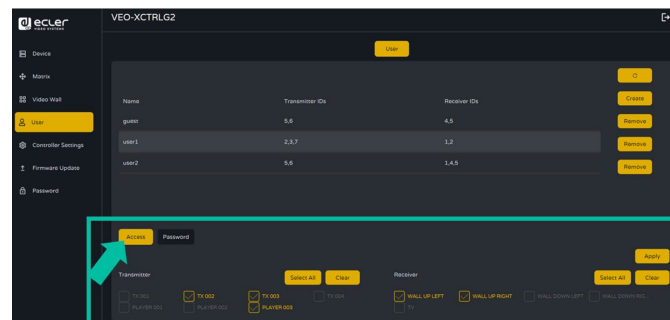 ecler
VIDEO SYSTEMS
VEO-XCTRLG2
Device
Matrix
Video Wall
User
Controller Settings
Firmware Update
Password
User
Name Transmitter IDs Receiver IDs Create
guest 5,6 4,5 Remove
user1 2,3,7 1,2 Remove
user2 5,6 1,4,5 Remove
Access Password
Apply
Transmitter Select All Clear Receiver Select All Clear
TX 001 TX 002 TX 003 TX 004 WALL UP LEFT WALL UP RIGHT WALL DOWN LEFT WALL DOWN RIG...
PLAYER 001 PLAYER 002 PLAYER 003 TV